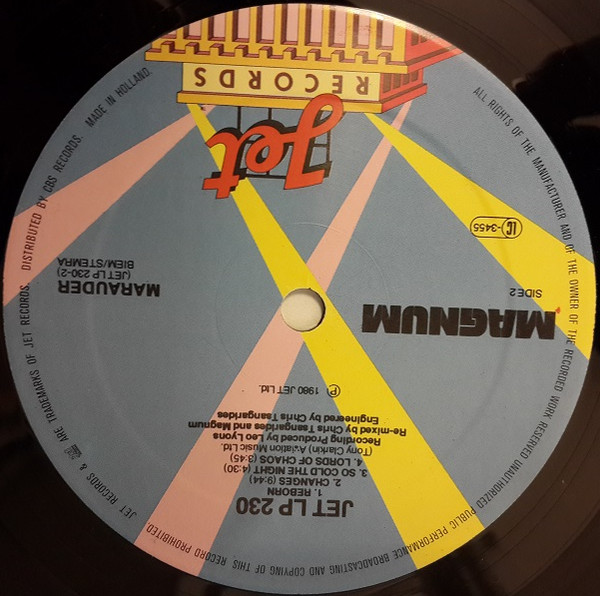 JET LP 230
1. REBORN
2. CHANGES (9:44)
3. SO COLD THE NIGHT (4:30)
4. LORDS OF CHAOS (3:45)
Tony Clarkin; Aviation Music Ltd.
Recording Produced by Leo Lyons
Re-mixed by Chris Tsangarides and Magnum
Engineered by Chris Tsangarides
℗ 1980 JET Ltd.
MAGNUM
SIDE 2
LC-3455
MARAUDER
(JET LP 230-2)
BIEM/STEMRA
Jet
RECORDS
ALL RIGHTS OF THE MANUFACTURER AND OF THE OWNER OF THE RECORDED WORK RESERVED UNAUTHORIZED PUBLIC PERFORMANCE BROADCASTING AND COPYING OF THIS RECORD PROHIBITED.
JET RECORDS & ARE TRADEMARKS OF JET RECORDS. DISTRIBUTED BY CBS RECORDS. MADE IN HOLLAND.